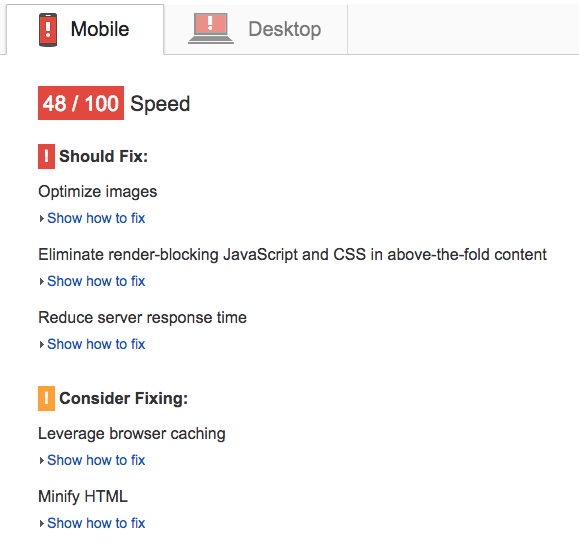 Mobile
Desktop
48 / 100 Speed
! Should Fix:
Optimize images
Show how to fix
Eliminate render-blocking JavaScript and CSS in above-the-fold content
Show how to fix
Reduce server response time
Show how to fix
! Consider Fixing:
Leverage browser caching
Show how to fix
Minify HTML
Show how to fix